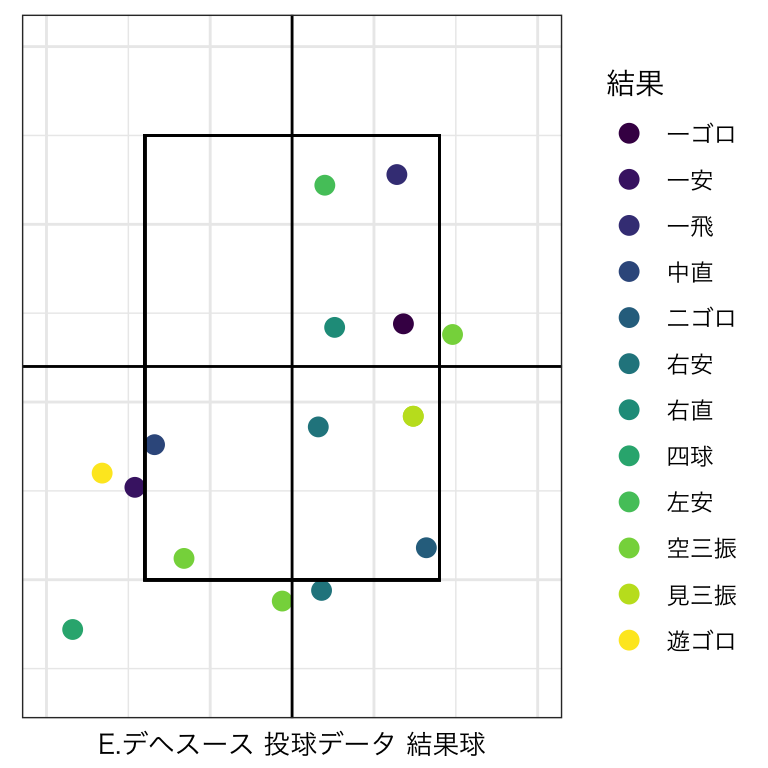 結果
一ゴロ
一安
一飛
中直
二ゴロ
右安
右直
四球
左安
空三振
見三振
遊ゴロ
E.デヘスース 投球データ 結果球